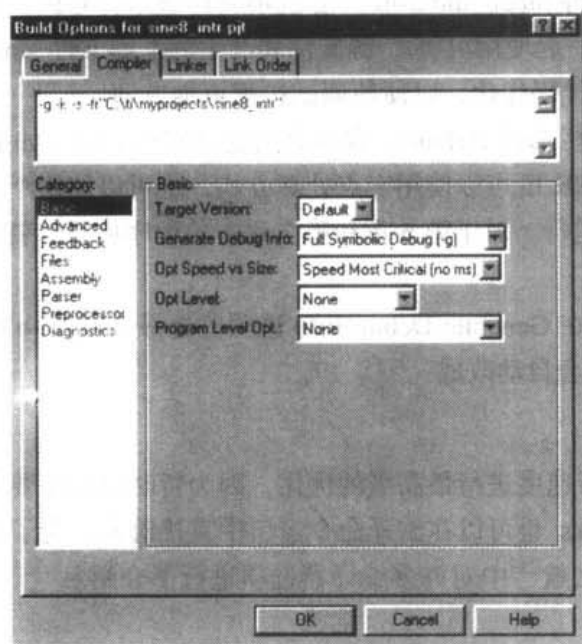 Build Options for sine8_intr.pjt
General Compiler Linker Link Order
-g -k -s -fr"C:\ti\myprojects\sine8_intr"
Category:
Basic
Advanced
Feedback
Files
Assembly
Parser
Preprocessor
Diagnostics
Basic
Target Version: Default
Generate Debug Info: Full Symbolic Debug (-g)
Opt Speed vs Size: Speed Most Critical (no ms)
Opt Level: None
Program Level Opt.: None
OK Cancel Help